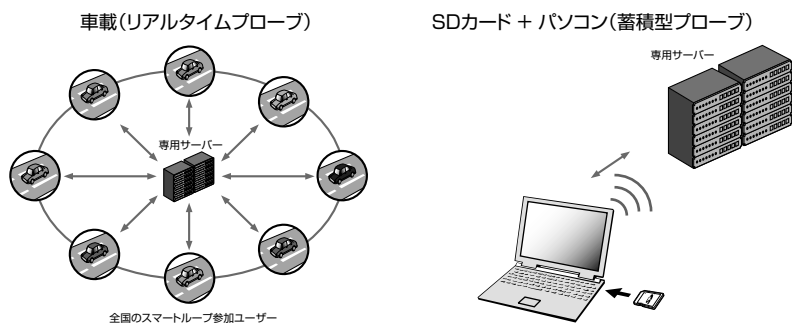 車載（リアルタイムプローブ）
専用サーバー
全国のスマートループ参加ユーザー
SDカード + パソコン（蓄積型プローブ）
専用サーバー